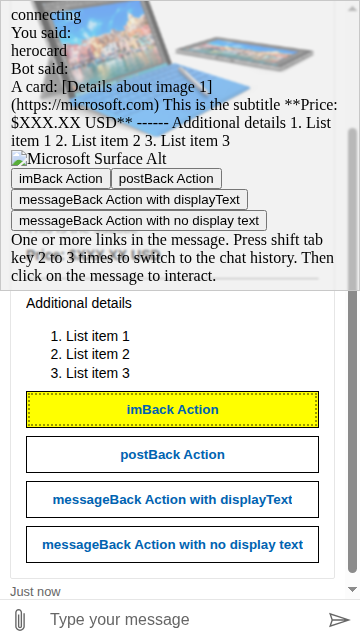 connecting
You said:
herocard
Bot said:
A card: [Details about image 1]
(https://microsoft.com) This is the subtitle **Price:
$XXX.XX USD** ------ Additional details 1. List
item 1 2. List item 2 3. List item 3
Microsoft Surface Alt
imBack Action postBack Action
messageBack Action with displayText
messageBack Action with no display text
One or more links in the message. Press shift tab
key 2 to 3 times to switch to the chat history. Then
click on the message to interact.
Additional details
1. List item 1
2. List item 2
3. List item 3
imBack Action
postBack Action
messageBack Action with displayText
messageBack Action with no display text
Just now
Type your message